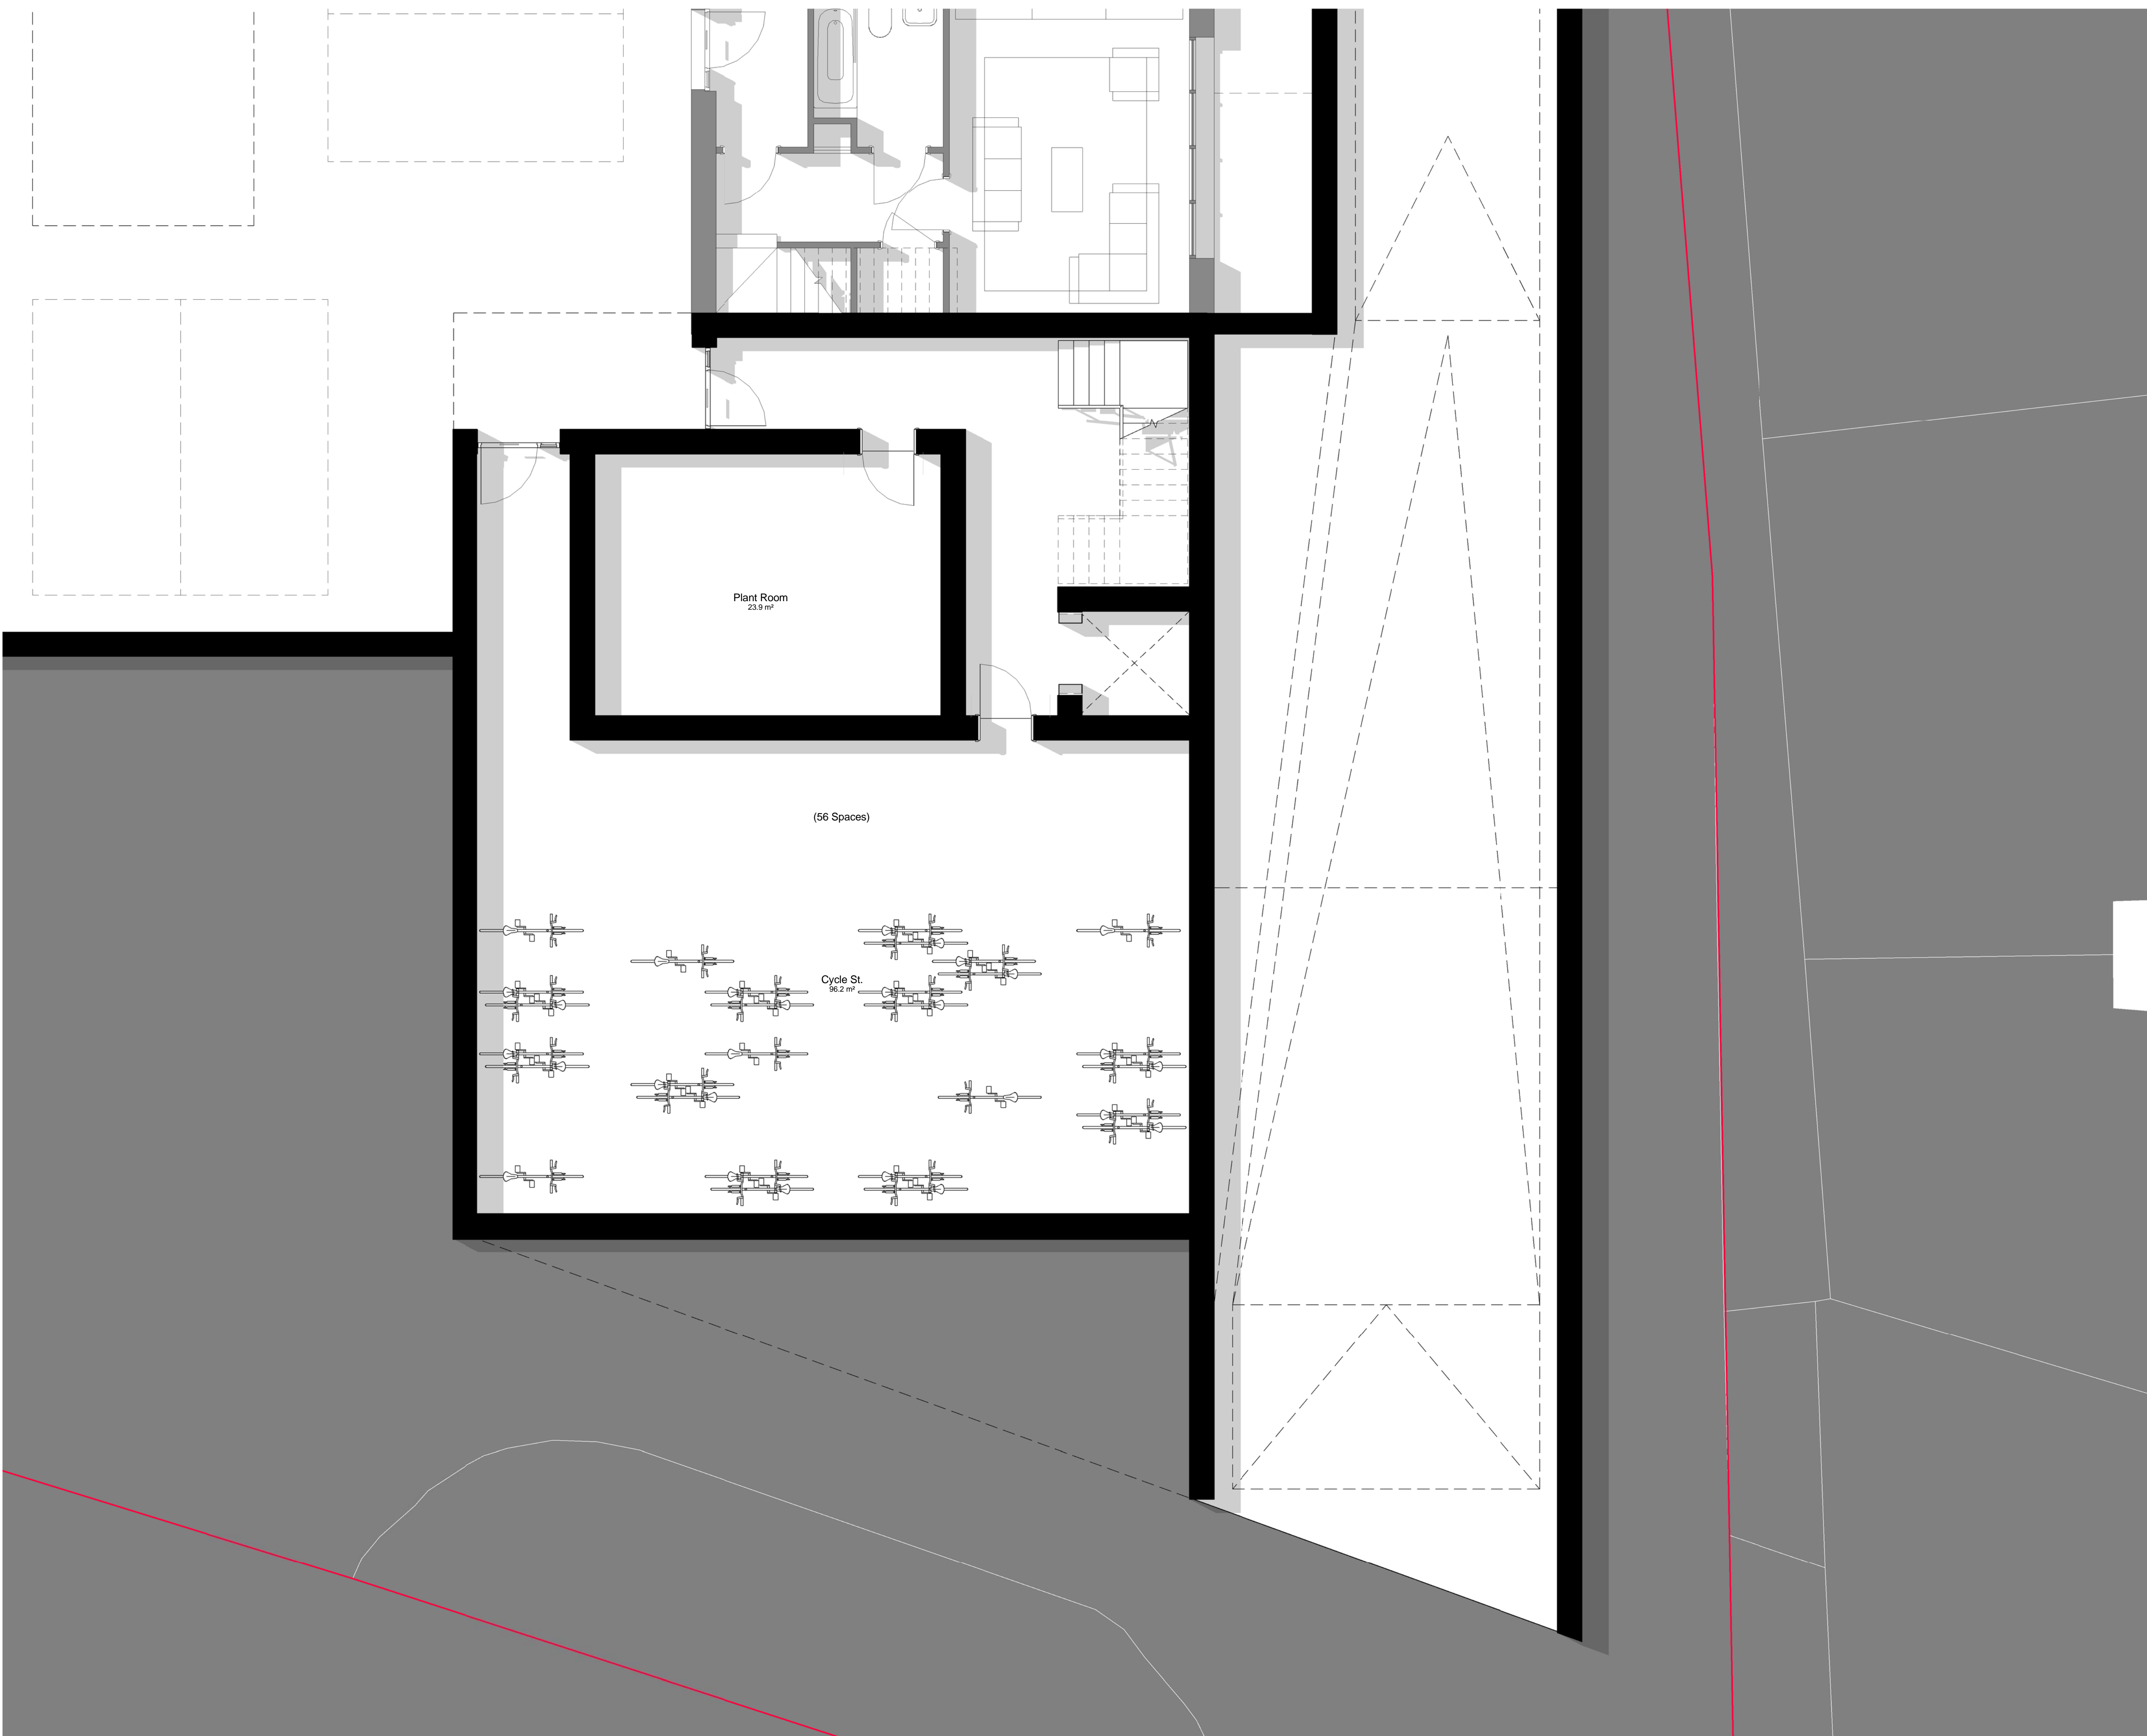 Plant Room
23.9 m²
(56 Spaces)
Cycle St.
96.2 m²